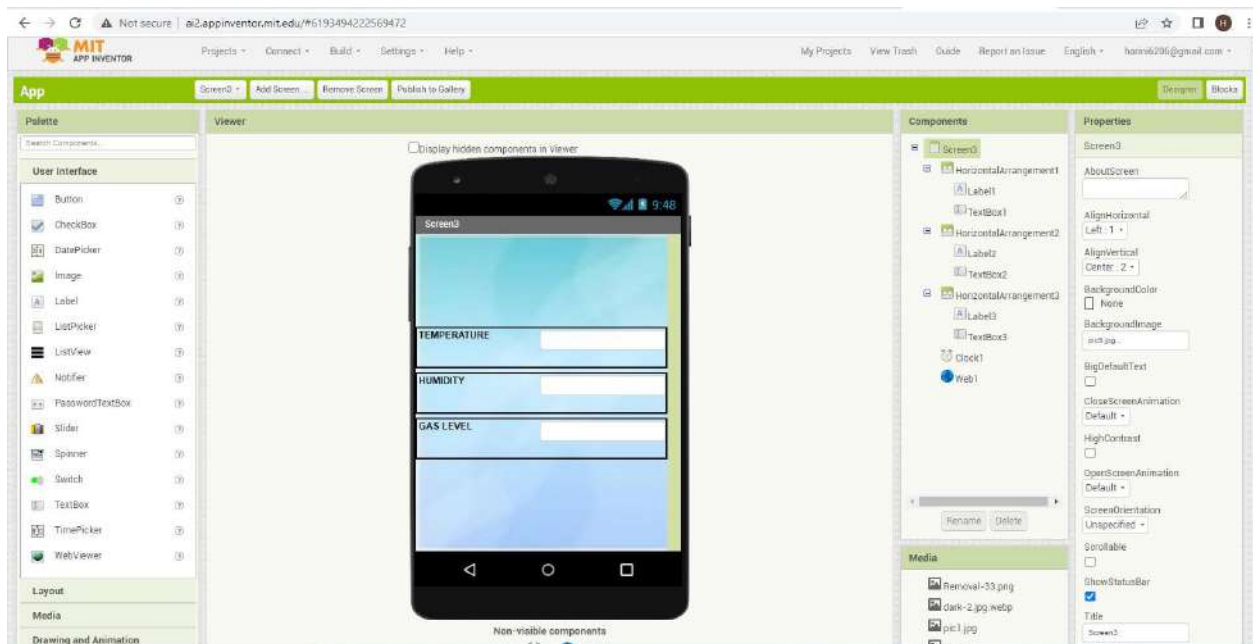 Not secure | ai2.appinventor.mit.edu/#6193494222569472
MIT
APP INVENTOR
Projects Connect Build Settings Help
My Projects View Trash Guide Report an Issue English
App
Screen3 Add Screen ... Remove Screen Publish to Gallery
Designer Blocks
Palette
Search Components...
User Interface
Button
CheckBox
DatePicker
Image
Label
ListPicker
ListView
Notifier
PasswordTextBox
Slider
Spinner
Switch
TextBox
TimePicker
WebViewer
Layout
Media
Drawing and Animation
Viewer
Display hidden components in Viewer
9:48
Screen3
TEMPERATURE
HUMIDITY
GAS LEVEL
Non-visible components
Components
Screen3
HorizontalArrangement1
Label1
TextBox1
HorizontalArrangement2
Label2
TextBox2
HorizontalArrangement3
Label3
TextBox3
Clock1
Web1
Rename Delete
Media
Removal-33.png
dark-2.jpg.webp
pic1.jpg
Properties
Screen3
AboutScreen
AlignHorizontal
Left : 1
AlignVertical
Center : 2
BackgroundColor
None
BackgroundImage
BigDefaultText
CloseScreenAnimation
Default
HighContrast
OpenScreenAnimation
Default
ScreenOrientation
Unspecified
Scrollable
ShowStatusBar
Title
Screen3